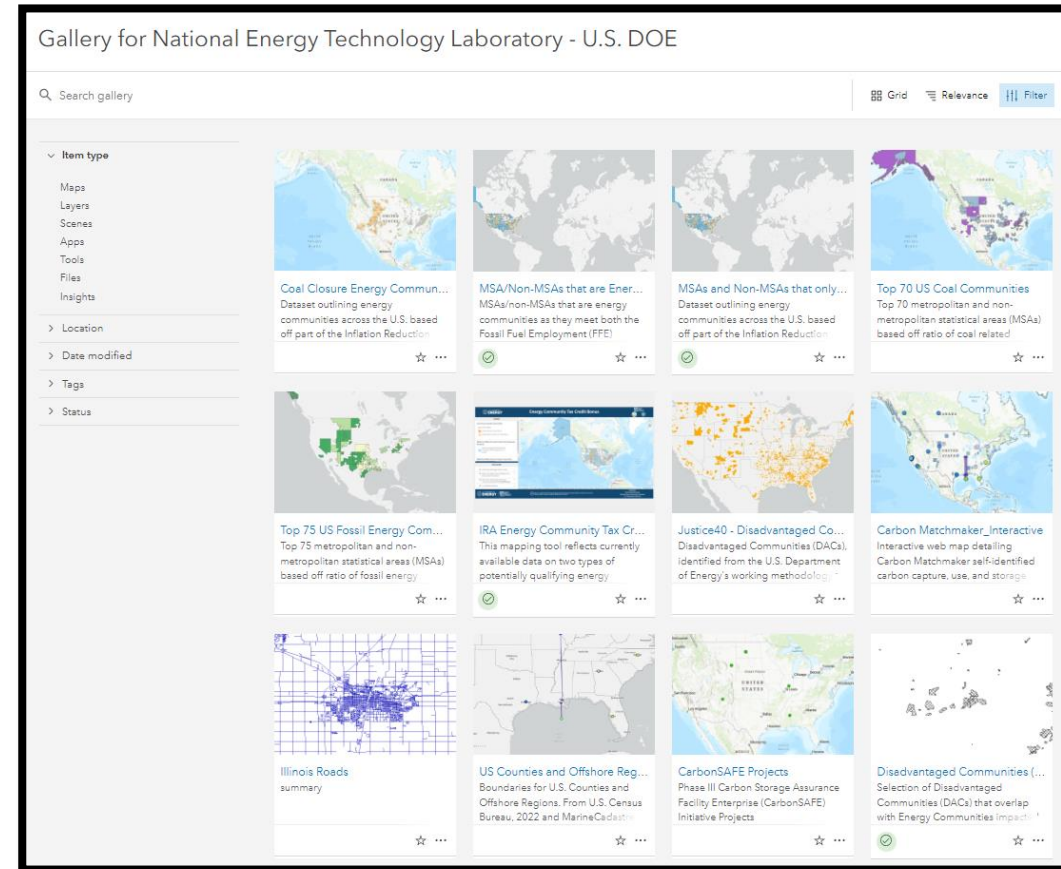 Gallery for National Energy Technology Laboratory - U.S. DOE
Search gallery
Grid
Relevance
Filter
Item type
Maps
Layers
Scenes
Apps
Tools
Files
Insights
Location
Date modified
Tags
Status
Coal Closure Energy Commun...
Dataset outlining energy
communities across the U.S. based
off part of the Inflation Reduction
MSA/Non-MSAs that are Ener...
MSAs/non-MSAs that are energy
communities as they meet both the
Fossil Fuel Employment (FFE)
MSAs and Non-MSAs that only...
Dataset outlining energy
communities across the U.S. based
off part of the Inflation Reduction
Top 70 US Coal Communities
Top 70 metropolitan and non-
metropolitan statistical areas (MSAs)
based off ratio of coal related
Top 75 US Fossil Energy Com...
Top 75 metropolitan and non-
metropolitan statistical areas (MSAs)
based off ratio of fossil energy
Energy Community Tax Credit Bonus
IRA Energy Community Tax Cr...
This mapping tool reflects currently
available data on two types of
potentially qualifying energy
Justice40 - Disadvantaged Co...
Disadvantaged Communities (DACs),
identified from the U.S. Department
of Energy's working methodology
Carbon Matchmaker_Interactive
Interactive web map detailing
Carbon Matchmaker self-identified
carbon capture, use, and storage
Illinois Roads
summary
US Counties and Offshore Reg...
Boundaries for U.S. Counties and
Offshore Regions. From U.S. Census
Bureau, 2022 and MarineCadastr
CarbonSAFE Projects
Phase III Carbon Storage Assurance
Facility Enterprise (CarbonSAFE)
Initiative Projects
Disadvantaged Communities (...
Selection of Disadvantaged
Communities (DACs) that overlap
with Energy Communities impact